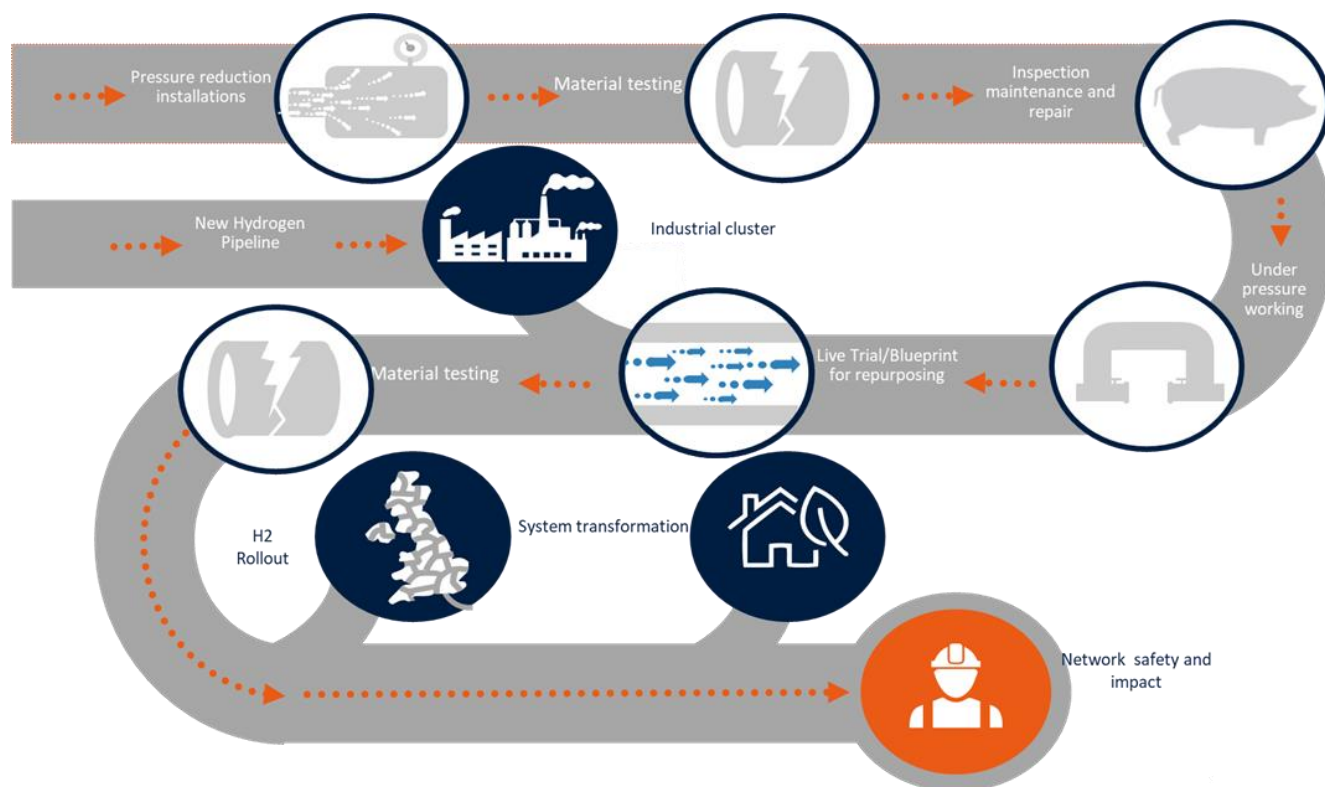 Pressure reduction
installations
Material testing
Inspection
maintenance and
repair
New Hydrogen
Pipeline
Industrial cluster
Under
pressure
working
Live Trial/Blueprint
for repurposing
Material testing
H2
Rollout
System transformation
Network  safety and
impact